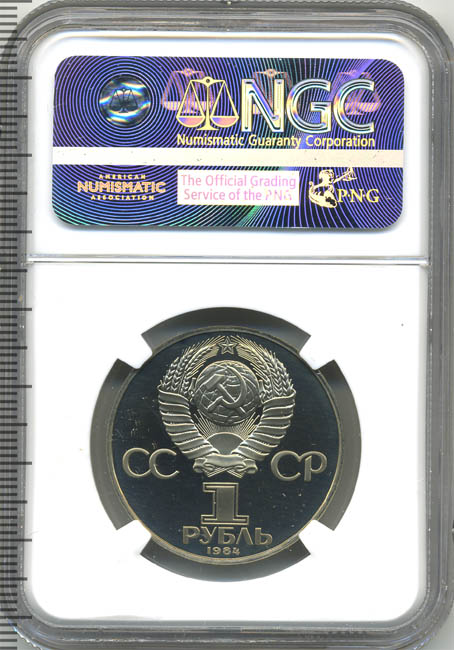 NGC
Numismatic Guaranty Corporation
AMERICAN
NUMISMATIC
ASSOCIATION
The Official Grading
Service of the PNG.
PNG
СС СР
1
РУБЛЬ
1984